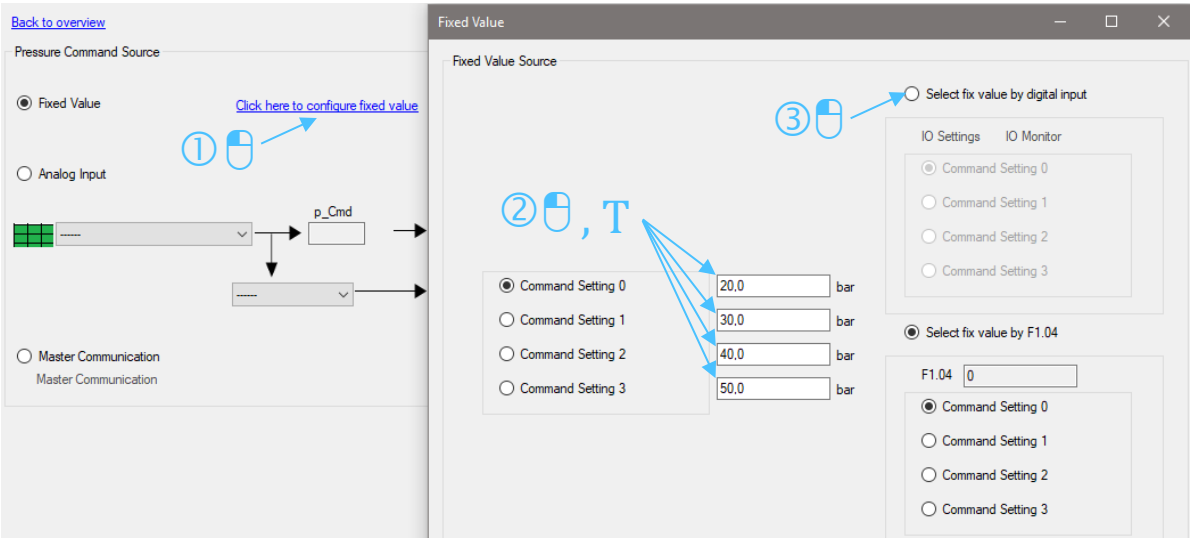 Back to overview
Pressure Command Source
Fixed Value
Click here to configure fixed value
①
Analog Input
p_Cmd
------
------
Master Communication
Master Communication
Fixed Value
Fixed Value Source
② , T
Command Setting 0
20,0
bar
Command Setting 1
30,0
bar
Command Setting 2
40,0
bar
Command Setting 3
50,0
bar
③
Select fix value by digital input
IO Settings
IO Monitor
Command Setting 0
Command Setting 1
Command Setting 2
Command Setting 3
Select fix value by F1.04
F1.04
0
Command Setting 0
Command Setting 1
Command Setting 2
Command Setting 3